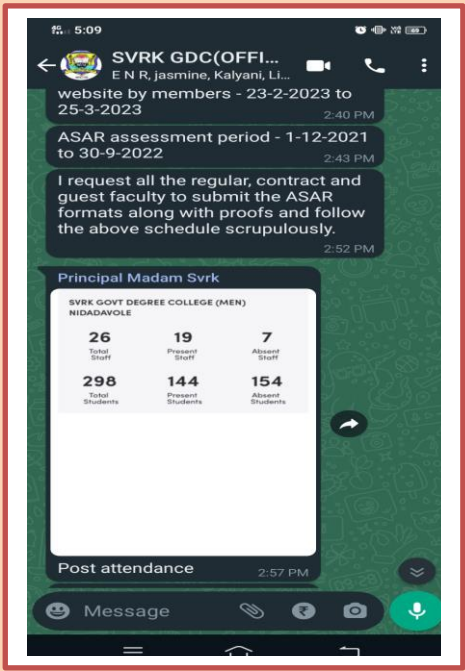 4G 5:09
SVRK GDC(OFFI...
E N R, jasmine, Kalyani, Li...
website by members - 23-2-2023 to
25-3-2023
2:40 PM
ASAR assessment period - 1-12-2021
to 30-9-2022
2:43 PM
I request all the regular, contract and
guest faculty to submit the ASAR
formats along with proofs and follow
the above schedule scrupulously.
2:52 PM
Principal Madam Svrk
SVRK GOVT DEGREE COLLEGE (MEN)
NIDADAVOLE
26 19 7
Total Present Absent
Staff Staff Staff
298 144 154
Total Present Absent
Students Students Students
Post attendance 2:57 PM
Message